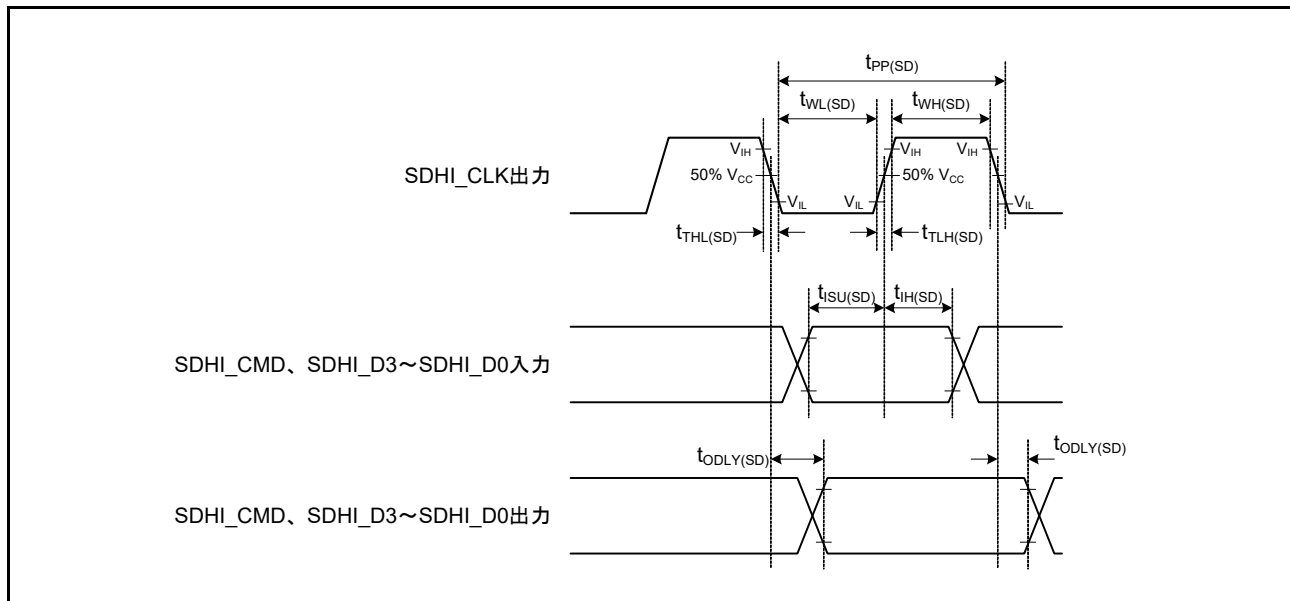 tPP(SD)
tWL(SD) tWH(SD)
VIH VIH VIH
SDHI_CLK出力 50% VCC 50% VCC
VIL VIL VIL
tTHL(SD) tTLH(SD)
tISU(SD) tIH(SD)
SDHI_CMD、SDHI_D3～SDHI_D0入力
tODLY(SD) tODLY(SD)
SDHI_CMD、SDHI_D3～SDHI_D0出力